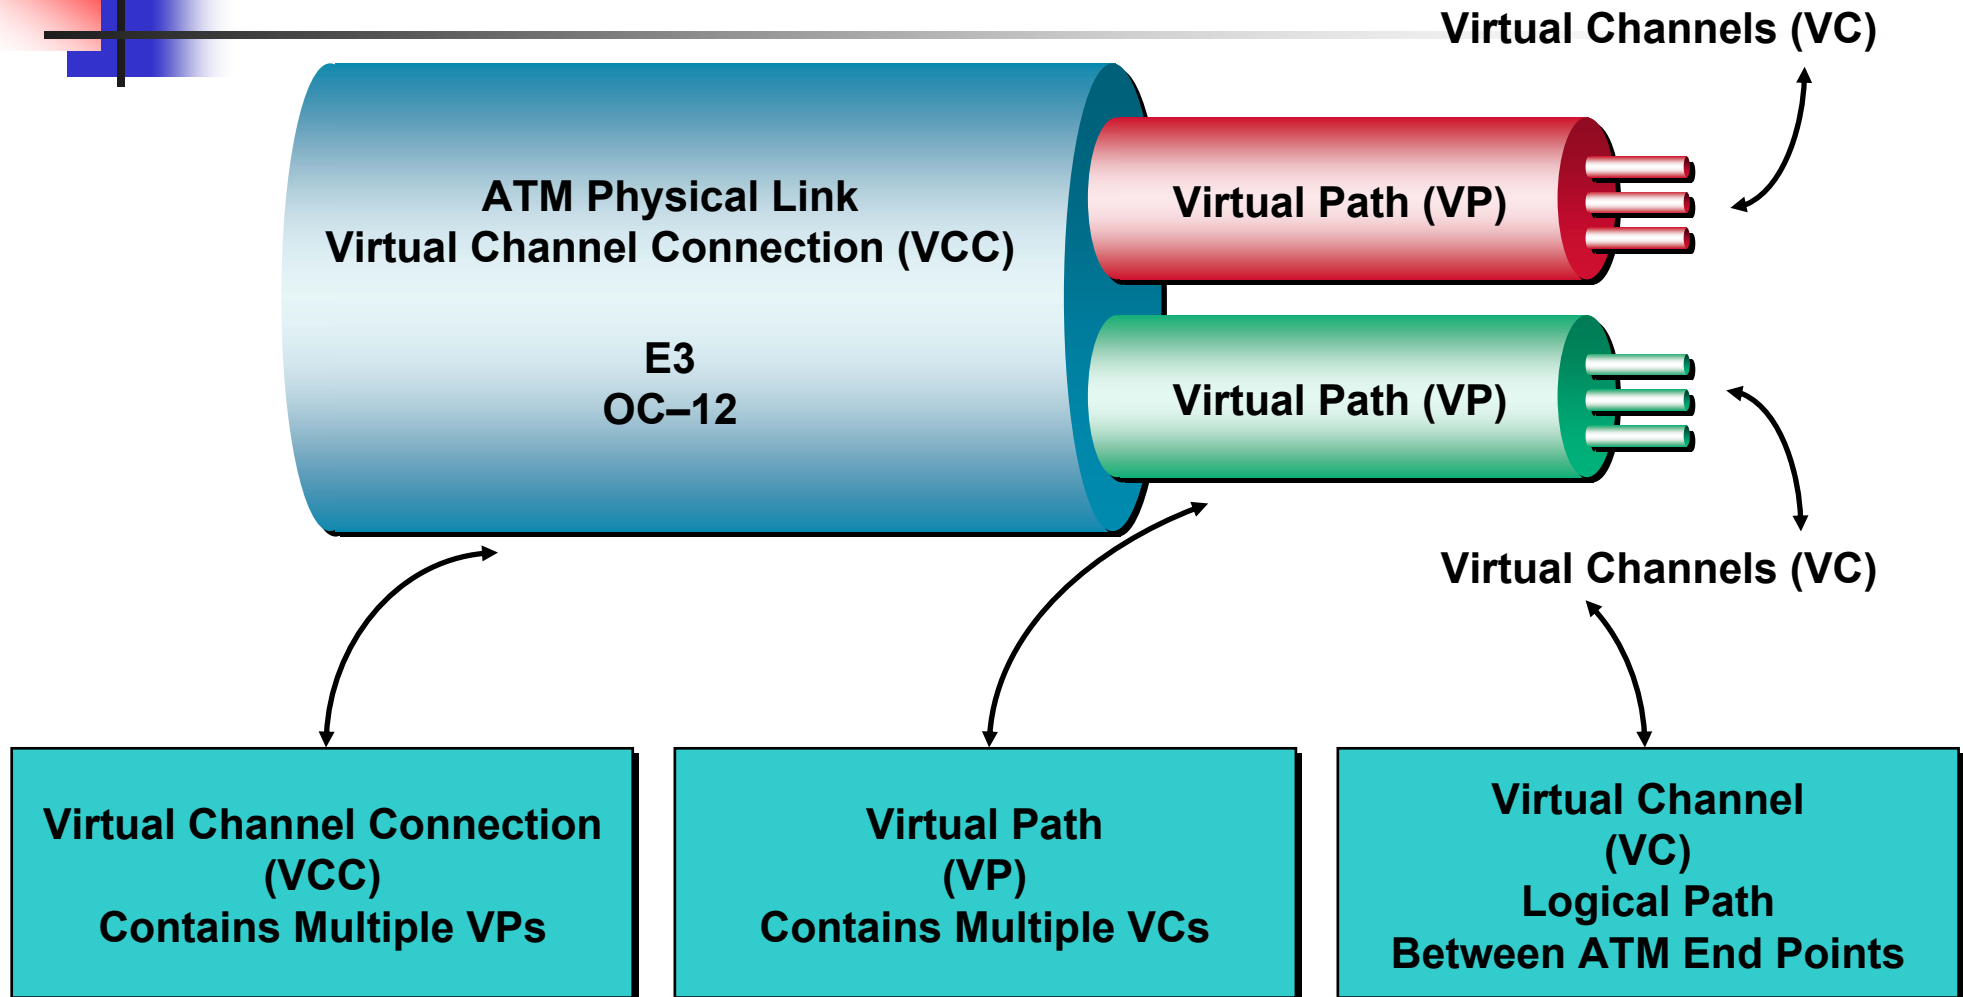 Virtual Channels (VC)
ATM Physical Link
Virtual Channel Connection (VCC)
E3
OC–12
Virtual Path (VP)
Virtual Path (VP)
Virtual Channels (VC)
Virtual Channel Connection
(VCC)
Contains Multiple VPs
Virtual Path
(VP)
Contains Multiple VCs
Virtual Channel
(VC)
Logical Path
Between ATM End Points